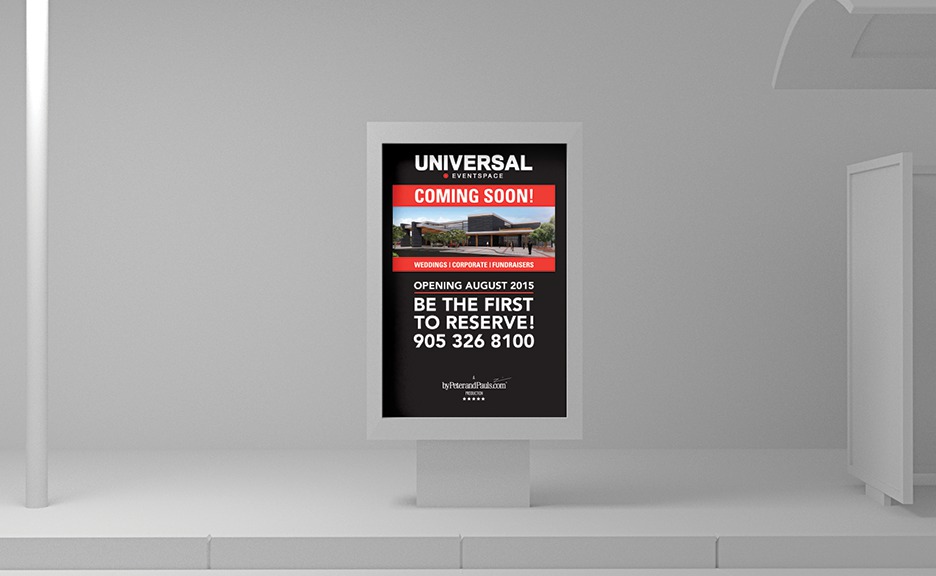 UNIVERSAL
EVENTSPACE
COMING SOON!
WEDDINGS | CORPORATE | FUNDRAISERS
OPENING AUGUST 2015
BE THE FIRST
TO RESERVE!
905 326 8100
A
byPeterandPauls.com
PRODUCTION